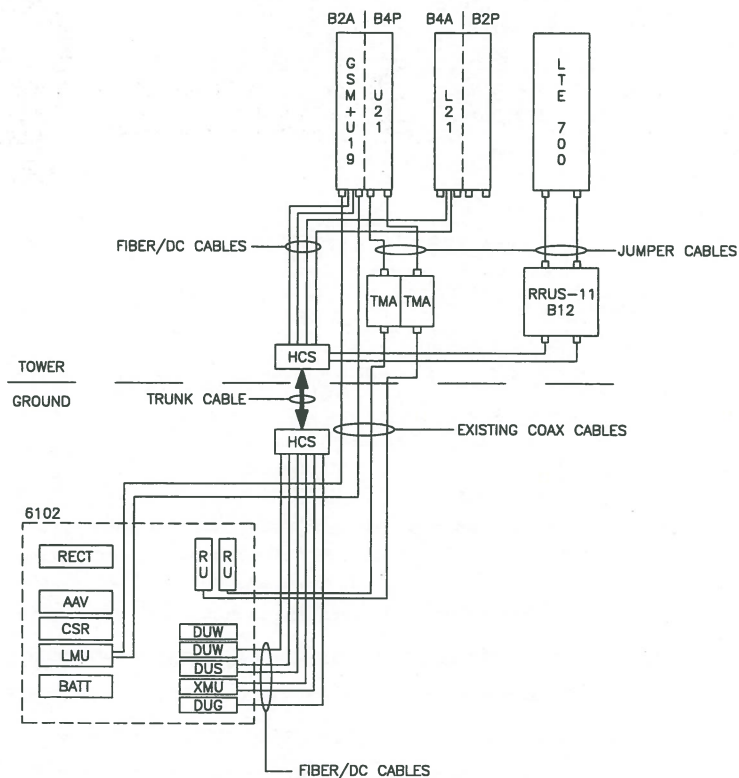 B2A | B4P
B4A | B2P
GSM+U19
U21
L21
LTE 700
FIBER/DC CABLES
JUMPER CABLES
TMA
TMA
RRUS-11
B12
HCS
TOWER
GROUND
TRUNK CABLE
HCS
EXISTING COAX CABLES
6102
RECT
RU
RU
AAV
CSR
LMU
BATT
DUW
DUW
DUS
XMU
DUG
FIBER/DC CABLES